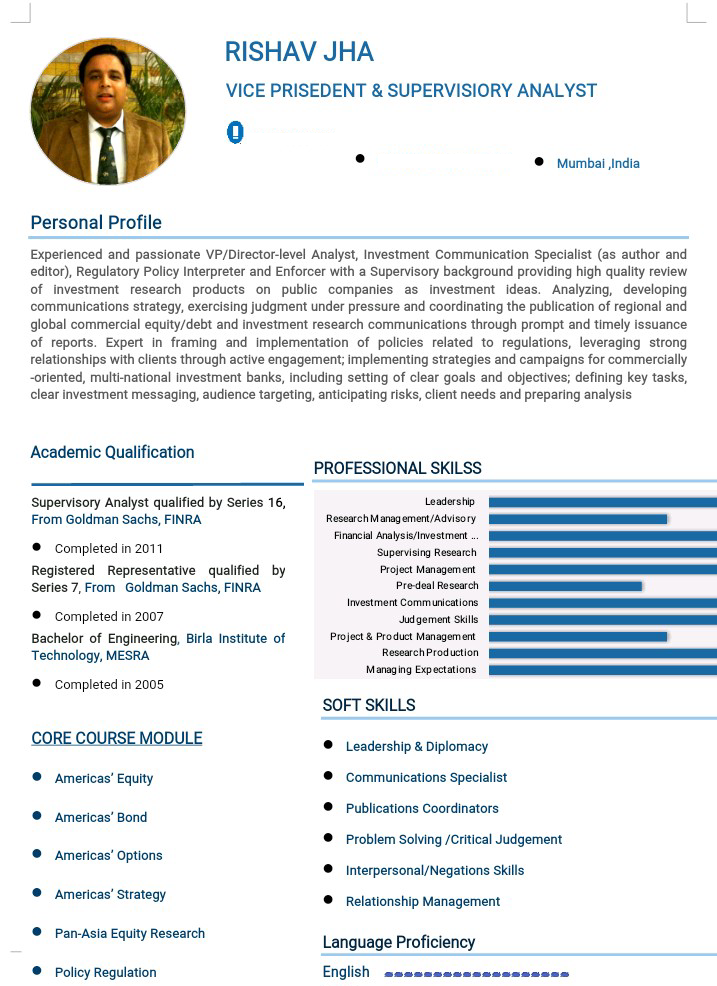 RISHAV JHA
VICE PRISEDENT & SUPERVISIORY ANALYST
Mumbai ,India
Personal Profile
Experienced and passionate VP/Director-level Analyst, Investment Communication Specialist (as author and
editor), Regulatory Policy Interpreter and Enforcer with a Supervisory background providing high quality review
of investment research products on public companies as investment ideas. Analyzing, developing
communications strategy, exercising judgment under pressure and coordinating the publication of regional and
global commercial equity/debt and investment research communications through prompt and timely issuance
of reports. Expert in framing and implementation of policies related to regulations, leveraging strong
relationships with clients through active engagement; implementing strategies and campaigns for commercially
-oriented, multi-national investment banks, including setting of clear goals and objectives; defining key tasks,
clear investment messaging, audience targeting, anticipating risks, client needs and preparing analysis
Academic Qualification
Supervisory Analyst qualified by Series 16,
From Goldman Sachs, FINRA
Completed in 2011
Registered Representative qualified by
Series 7, From Goldman Sachs, FINRA
Completed in 2007
Bachelor of Engineering, Birla Institute of
Technology, MESRA
Completed in 2005
CORE COURSE MODULE
Americas' Equity
Americas' Bond
Americas' Options
Americas' Strategy
Pan-Asia Equity Research
Policy Regulation
PROFESSIONAL SKILSS
Leadership
Research Management/Advisory
Financial Analysis/Investment ...
Supervising Research
Project Management
Pre-deal Research
Investment Communications
Judgement Skills
Project & Product Management
Research Production
Managing Expectations
SOFT SKILLS
Leadership & Diplomacy
Communications Specialist
Publications Coordinators
Problem Solving /Critical Judgement
Interpersonal/Negations Skills
Relationship Management
Language Proficiency
English